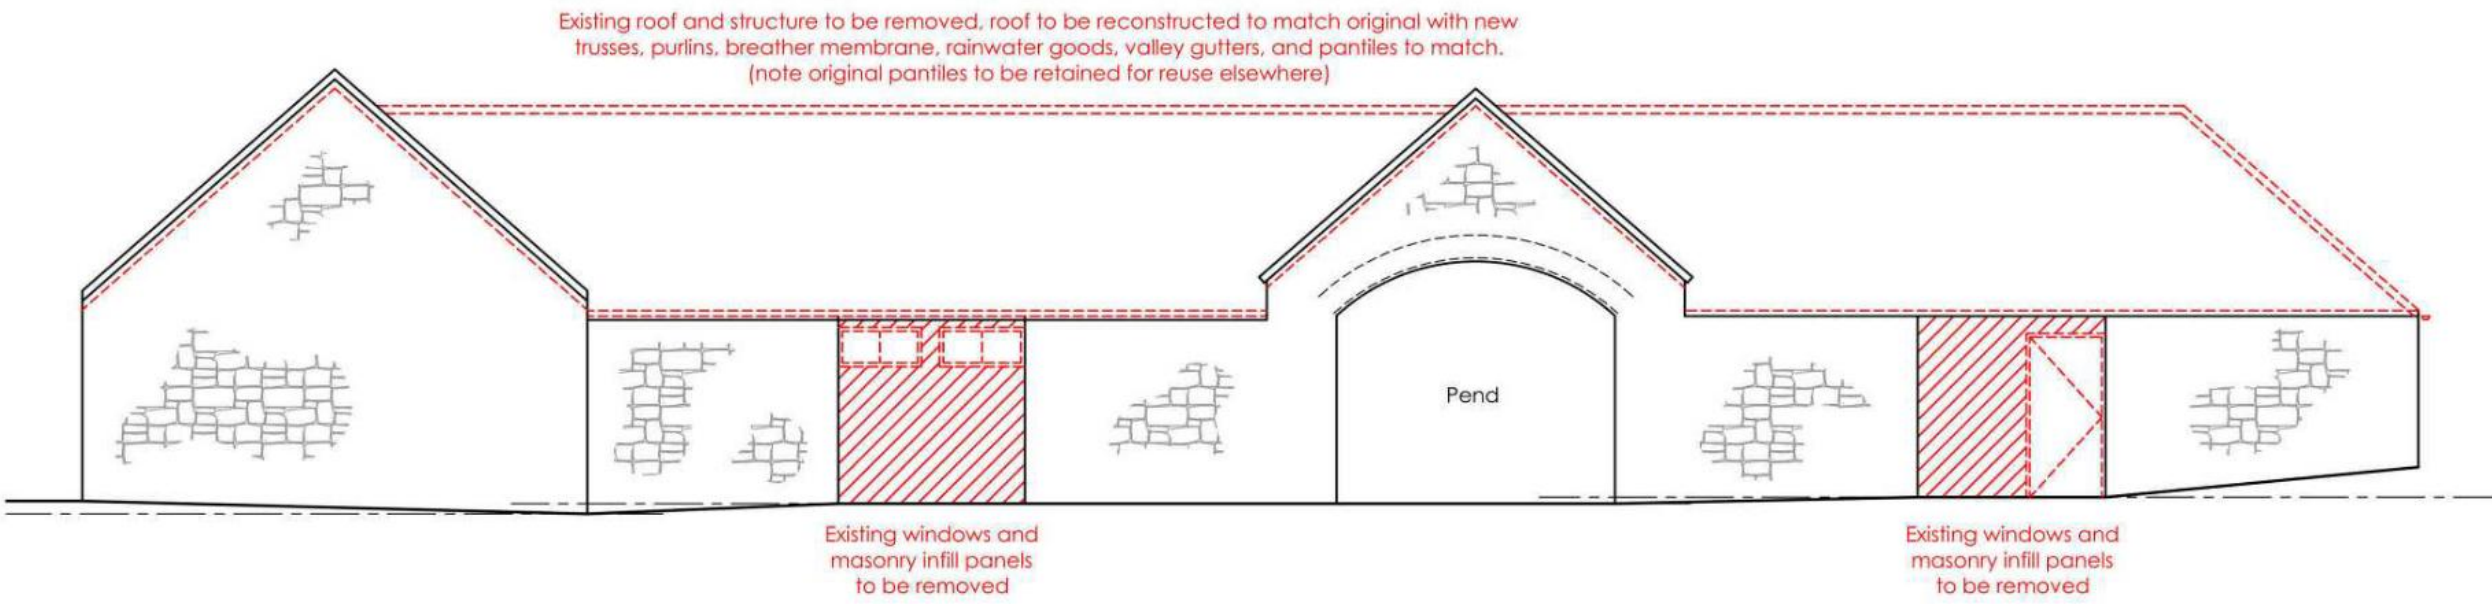 Existing roof and structure to be removed, roof to be reconstructed to match original with new
trusses, purlins, breather membrane, rainwater goods, valley gutters, and pantiles to match.
(note original pantiles to be retained for reuse elsewhere)
Pend
Existing windows and
masonry infill panels
to be removed
Existing windows and
masonry infill panels
to be removed